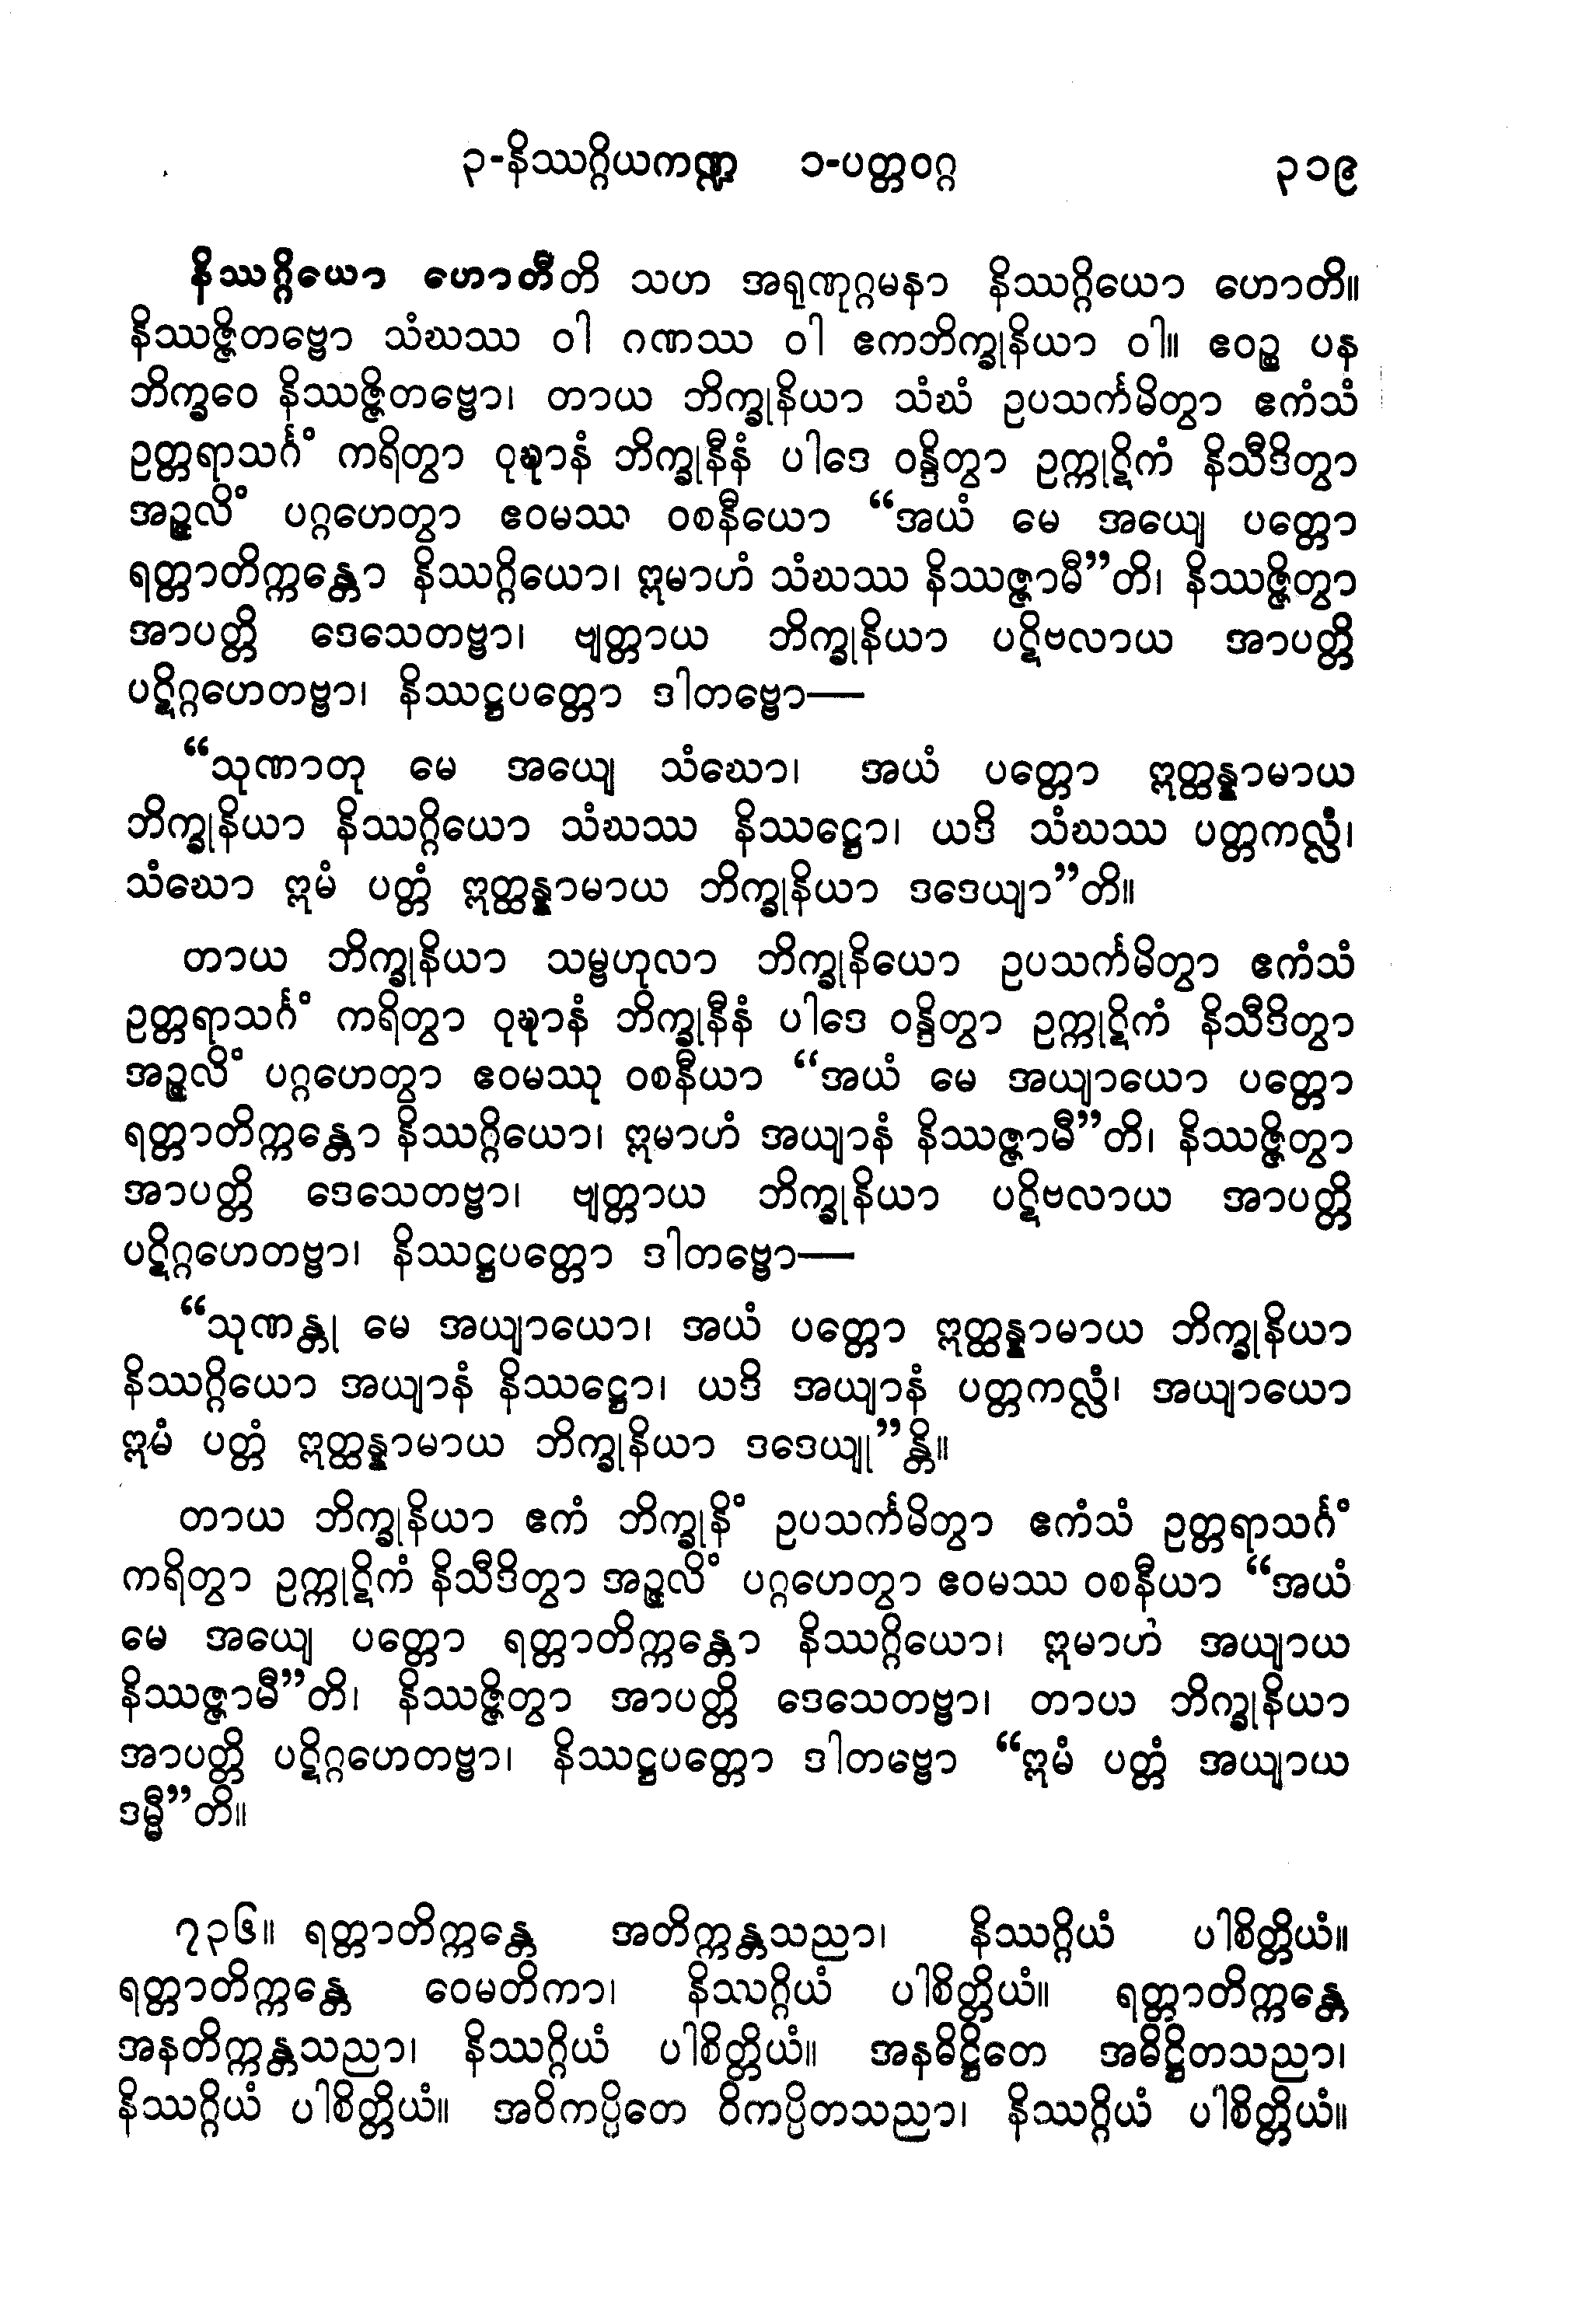 ၃-နိဿဂ္ဂိယကဏ္ဍ ၁-ပတ္တဝဂ္ဂ ၃၁၉
နိဿဂ္ဂိယော ဟောတီတိ သဟ အရုဏုဂ္ဂမနာ နိဿဂ္ဂိယော ဟောတိ။
နိဿဇ္ဇိတဗ္ဗော သံဃဿ ဝါ ဂဏဿ ဝါ ဧကဘိက္ခုနိယာ ဝါ။ ဧဝဉ္စ ပန
ဘိက္ခဝေ နိဿဇ္ဇိတဗ္ဗော၊ တာယ ဘိက္ခုနိယာ သံဃံ ဥပသင်္ကမိတွာ ဧကံသံ
ဥတ္တရာသင်္ဂံ ကရိတွာ ဝုဍ္ဎာနံ ဘိက္ခုနီနံ ပါဒေ ဝန္ဒိတွာ ဥက္ကုဋိကံ နိသီဒိတွာ
အဉ္ဇလိံ ပဂ္ဂဟေတွာ ဧဝမဿ ဝစနီယော “အယံ မေ အယျေ ပတ္တော
ရတ္တာတိက္ကန္တော နိဿဂ္ဂိယော၊ ဣမာဟံ သံဃဿ နိဿဇ္ဇာမီ”တိ၊ နိဿဇ္ဇိတွာ
အာပတ္တိ ဒေသေတဗ္ဗာ၊ ဗျတ္တာယ ဘိက္ခုနိယာ ပဋိဗလာယ အာပတ္တိ
ပဋိဂ္ဂဟေတဗ္ဗာ၊ နိဿဋ္ဌပတ္တော ဒါတဗ္ဗော—
“သုဏာတု မေ အယျေ သံဃော၊ အယံ ပတ္တော ဣတ္ထန္နာမာယ
ဘိက္ခုနိယာ နိဿဂ္ဂိယော သံဃဿ နိဿဋ္ဌော၊ ယဒိ သံဃဿ ပတ္တကလ္လံ၊
သံဃော ဣမံ ပတ္တံ ဣတ္ထန္နာမာယ ဘိက္ခုနိယာ ဒဒေယျာ”တိ။
တာယ ဘိက္ခုနိယာ သမ္ဗဟုလာ ဘိက္ခုနိယော ဥပသင်္ကမိတွာ ဧကံသံ
ဥတ္တရာသင်္ဂံ ကရိတွာ ဝုဍ္ဎာနံ ဘိက္ခုနီနံ ပါဒေ ဝန္ဒိတွာ ဥက္ကုဋိကံ နိသီဒိတွာ
အဉ္ဇလိံ ပဂ္ဂဟေတွာ ဧဝမဿု ဝစနီယာ “အယံ မေ အယျာယော ပတ္တော
ရတ္တာတိက္ကန္တော နိဿဂ္ဂိယော၊ ဣမာဟံ အယျာနံ နိဿဇ္ဇာမီ”တိ၊ နိဿဇ္ဇိတွာ
အာပတ္တိ ဒေသေတဗ္ဗာ၊ ဗျတ္တာယ ဘိက္ခုနိယာ ပဋိဗလာယ အာပတ္တိ
ပဋိဂ္ဂဟေတဗ္ဗာ၊ နိဿဋ္ဌပတ္တော ဒါတဗ္ဗော—
“သုဏန္တု မေ အယျာယော၊ အယံ ပတ္တော ဣတ္ထန္နာမာယ ဘိက္ခုနိယာ
နိဿဂ္ဂိယော အယျာနံ နိဿဋ္ဌော၊ ယဒိ အယျာနံ ပတ္တကလ္လံ၊ အယျာယော
ဣမံ ပတ္တံ ဣတ္ထန္နာမာယ ဘိက္ခုနိယာ ဒဒေယျု”န္တိ။
တာယ ဘိက္ခုနိယာ ဧကံ ဘိက္ခုနိံ ဥပသင်္ကမိတွာ ဧကံသံ ဥတ္တရာသင်္ဂံ
ကရိတွာ ဥက္ကုဋိကံ နိသီဒိတွာ အဉ္ဇလိံ ပဂ္ဂဟေတွာ ဧဝမဿ ဝစနီယာ “အယံ
မေ အယျေ ပတ္တော ရတ္တာတိက္ကန္တော နိဿဂ္ဂိယော၊ ဣမာဟံ အယျာယ
နိဿဇ္ဇာမီ”တိ၊ နိဿဇ္ဇိတွာ အာပတ္တိ ဒေသေတဗ္ဗာ၊ တာယ ဘိက္ခုနိယာ
အာပတ္တိ ပဋိဂ္ဂဟေတဗ္ဗာ၊ နိဿဋ္ဌပတ္တော ဒါတဗ္ဗော “ဣမံ ပတ္တံ အယျာယ
ဒမ္မီ”တိ။
၇၃၆။ ရတ္တာတိက္ကန္တေ အတိက္ကန္တသညာ၊ နိဿဂ္ဂိယံ ပါစိတ္တိယံ။
ရတ္တာတိက္ကန္တေ ဝေမတိကာ၊ နိဿဂ္ဂိယံ ပါစိတ္တိယံ။ ရတ္တာတိက္ကန္တေ
အနတိက္ကန္တသညာ၊ နိဿဂ္ဂိယံ ပါစိတ္တိယံ။ အနဓိဋ္ဌိတေ အဓိဋ္ဌိတသညာ၊
နိဿဂ္ဂိယံ ပါစိတ္တိယံ။ အဝိကပ္ပိတေ ဝိကပ္ပိတသညာ၊ နိဿဂ္ဂိယံ ပါစိတ္တိယံ။